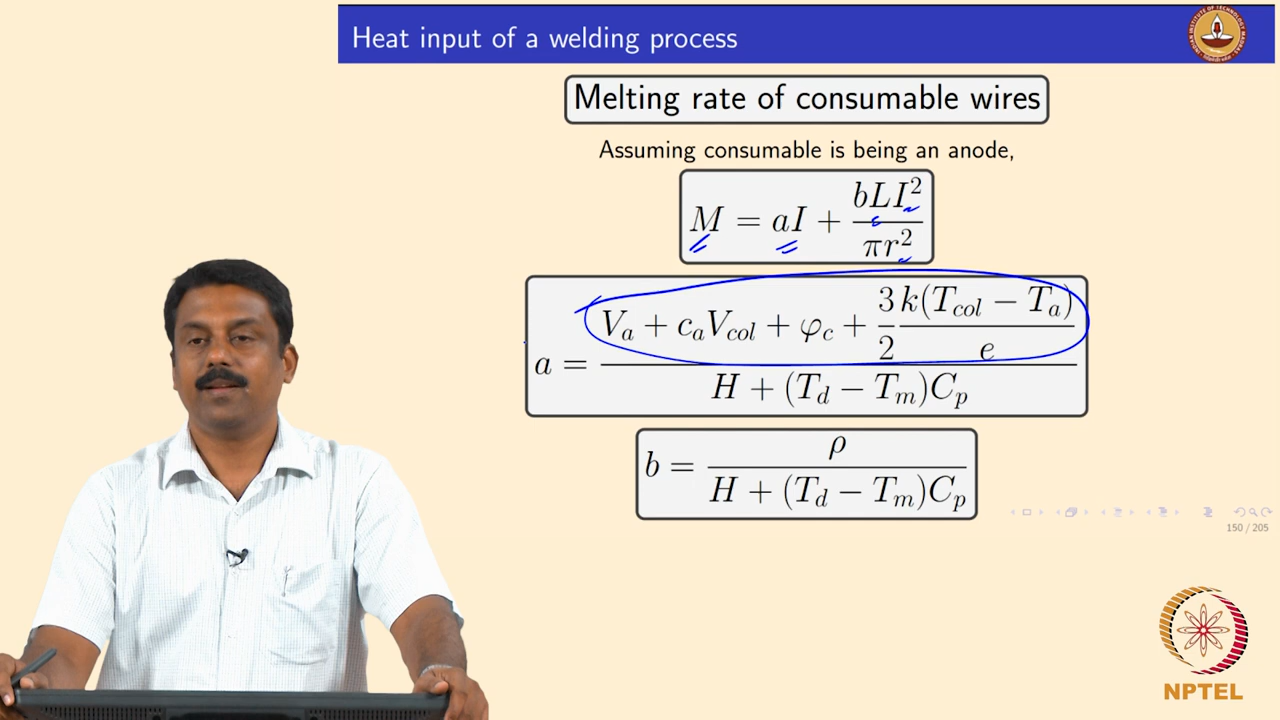 Heat input of a welding process
Melting rate of consumable wires
Assuming consumable is being an anode,
M = aI + bLI² / πr²
a = V_a + c_aV_col + φ_c + 3/2 k(T_col − T_a)/e / H + (T_d − T_m)C_p
b = ρ / H + (T_d − T_m)C_p
150 / 205
NPTEL